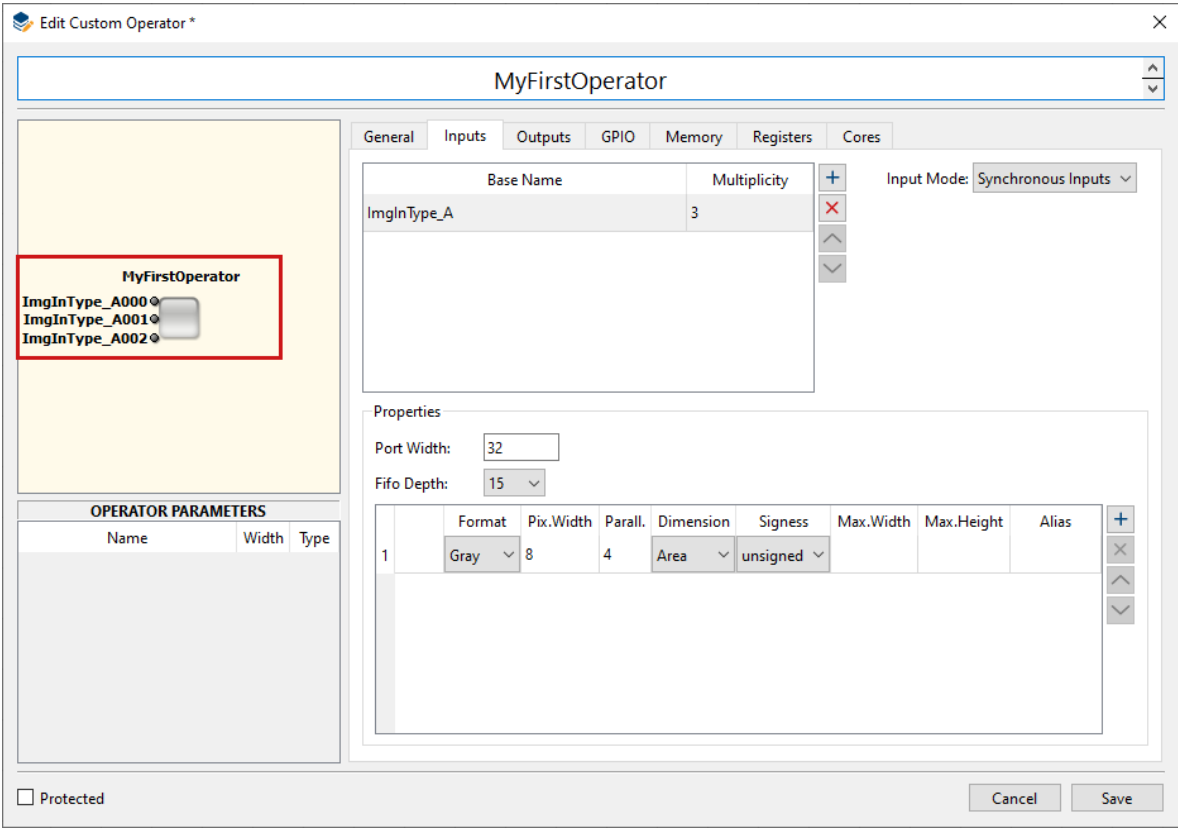 Edit Custom Operator *
MyFirstOperator
General Inputs Outputs GPIO Memory Registers Cores
Base Name Multiplicity
ImgInType_A 3
Input Mode: Synchronous Inputs
MyFirstOperator
ImgInType_A000
ImgInType_A001
ImgInType_A002
Properties
Port Width: 32
Fifo Depth: 15
Format Pix.Width Parall. Dimension Signess Max.Width Max.Height Alias
1 Gray 8 4 Area unsigned
OPERATOR PARAMETERS
Name Width Type
Protected
Cancel Save